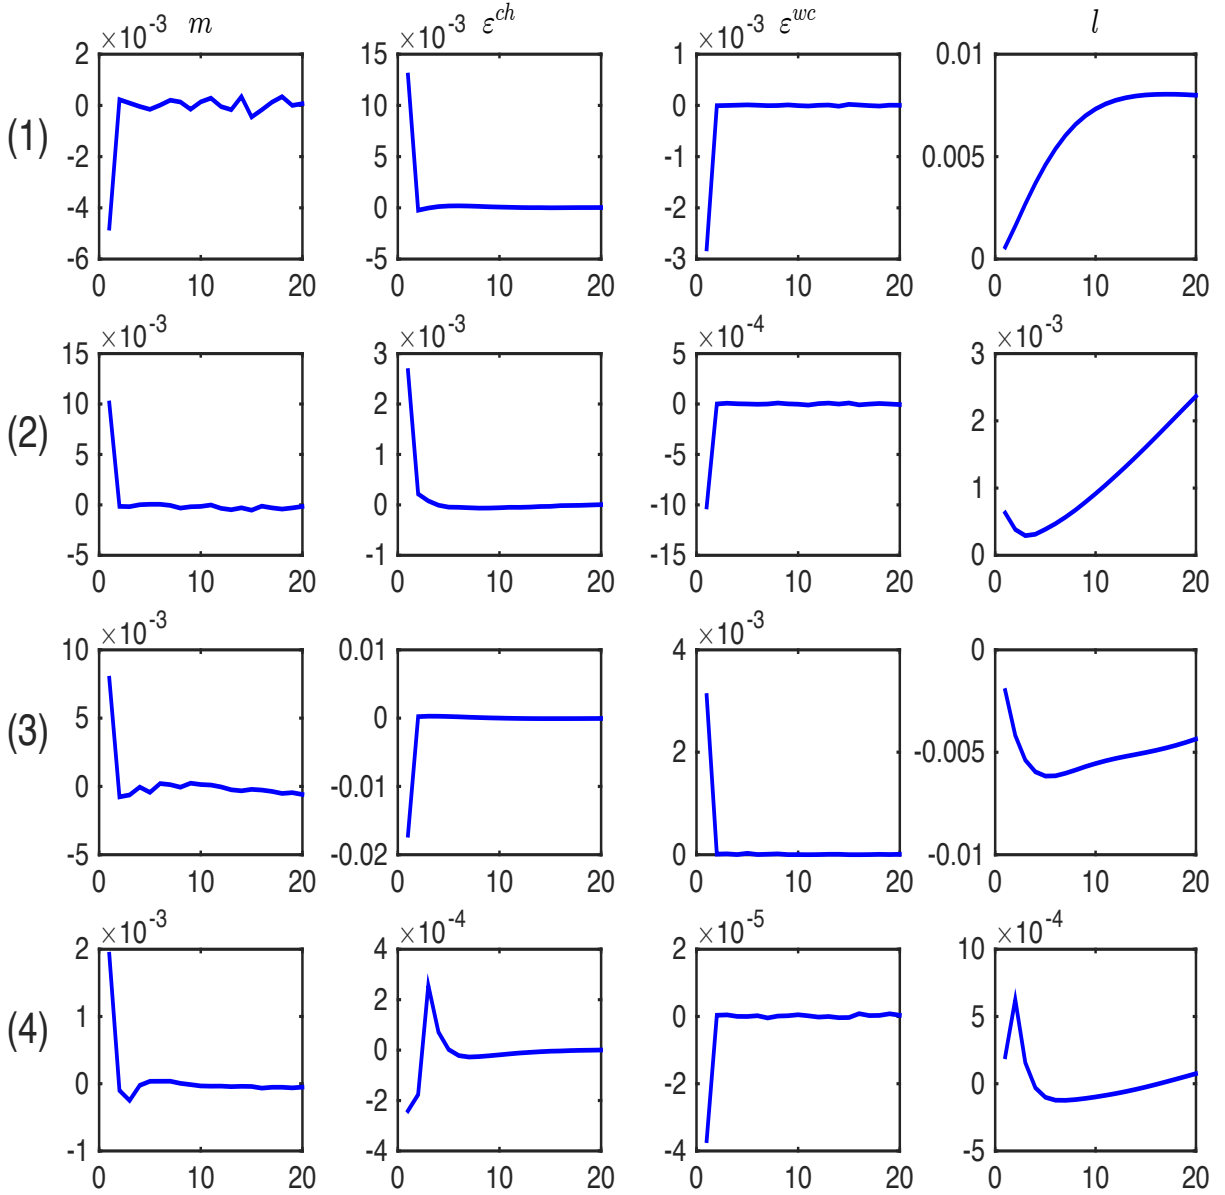 ×10-3 m ×10-3 εch ×10-3 εwc l
2 15 1 0.01
0 10 0
(1) -2 5 -1 0.005
-4 0 -2
-6 -5 -3 0
0 10 20 0 10 20 0 10 20 0 10 20
×10-3 ×10-3 ×10-4 ×10-3
15 3 5 3
10 2 0 2
(2) 5 1 -5
0 0 -10 1
-5 -1 -15 0
0 10 20 0 10 20 0 10 20 0 10 20
×10-3 ×10-3
10 0.01 4 0
5 0
(3) 2 -0.005
0 -0.01
-5 -0.02 0 -0.01
0 10 20 0 10 20 0 10 20 0 10 20
×10-3 ×10-4 ×10-5 ×10-4
2 4 2 10
1 2 0 5
(4) 0
0 -2 -2 0
-1 -4 -4 -5
0 10 20 0 10 20 0 10 20 0 10 20